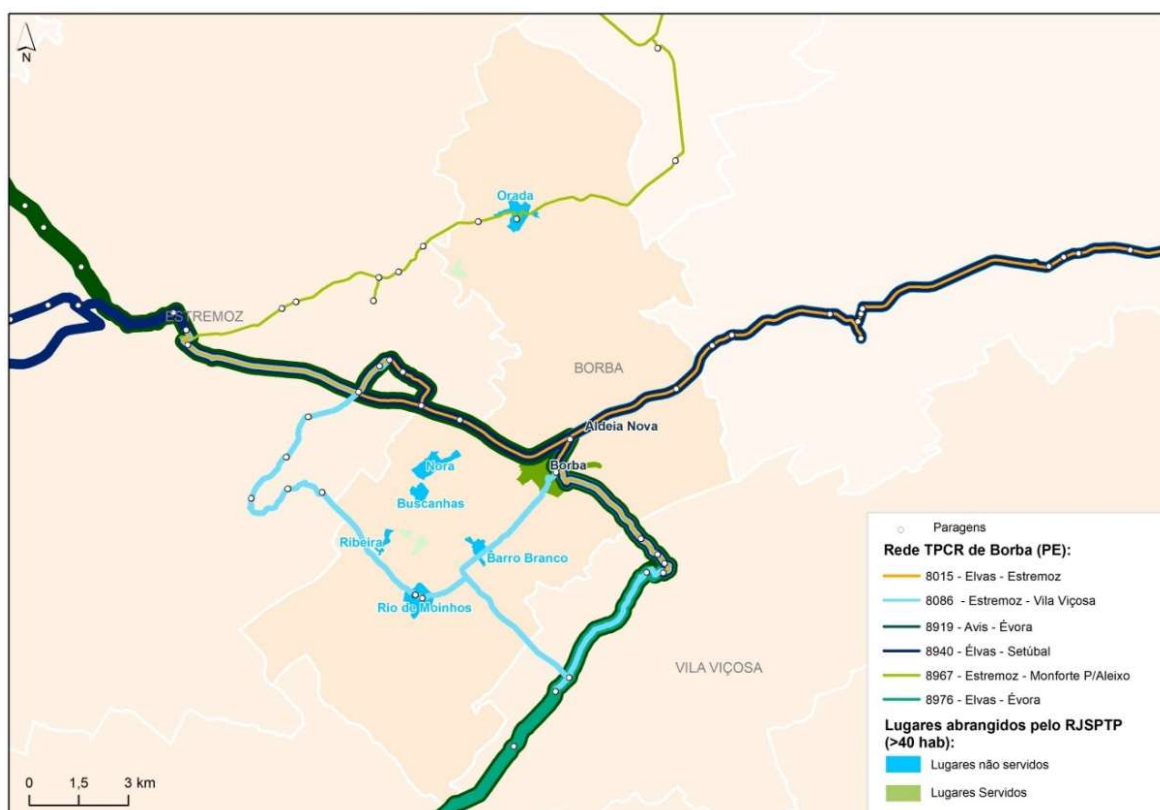 N
Orada
ESTREMOZ
BORBA
Aldeia Nova
Borba
Nora
Buscanhas
Ribeira
Barro Branco
Rio de Moinhos
VILA VIÇOSA
0 1,5 3 km
Paragens
Rede TPCR de Borba (PE):
8015 - Elvas - Estremoz
8086 - Estremoz - Vila Viçosa
8919 - Avis - Évora
8940 - Élvas - Setúbal
8967 - Estremoz - Monforte P/Aleixo
8976 - Elvas - Évora
Lugares abrangidos pelo RJSPTP
(>40 hab):
Lugares não servidos
Lugares Servidos